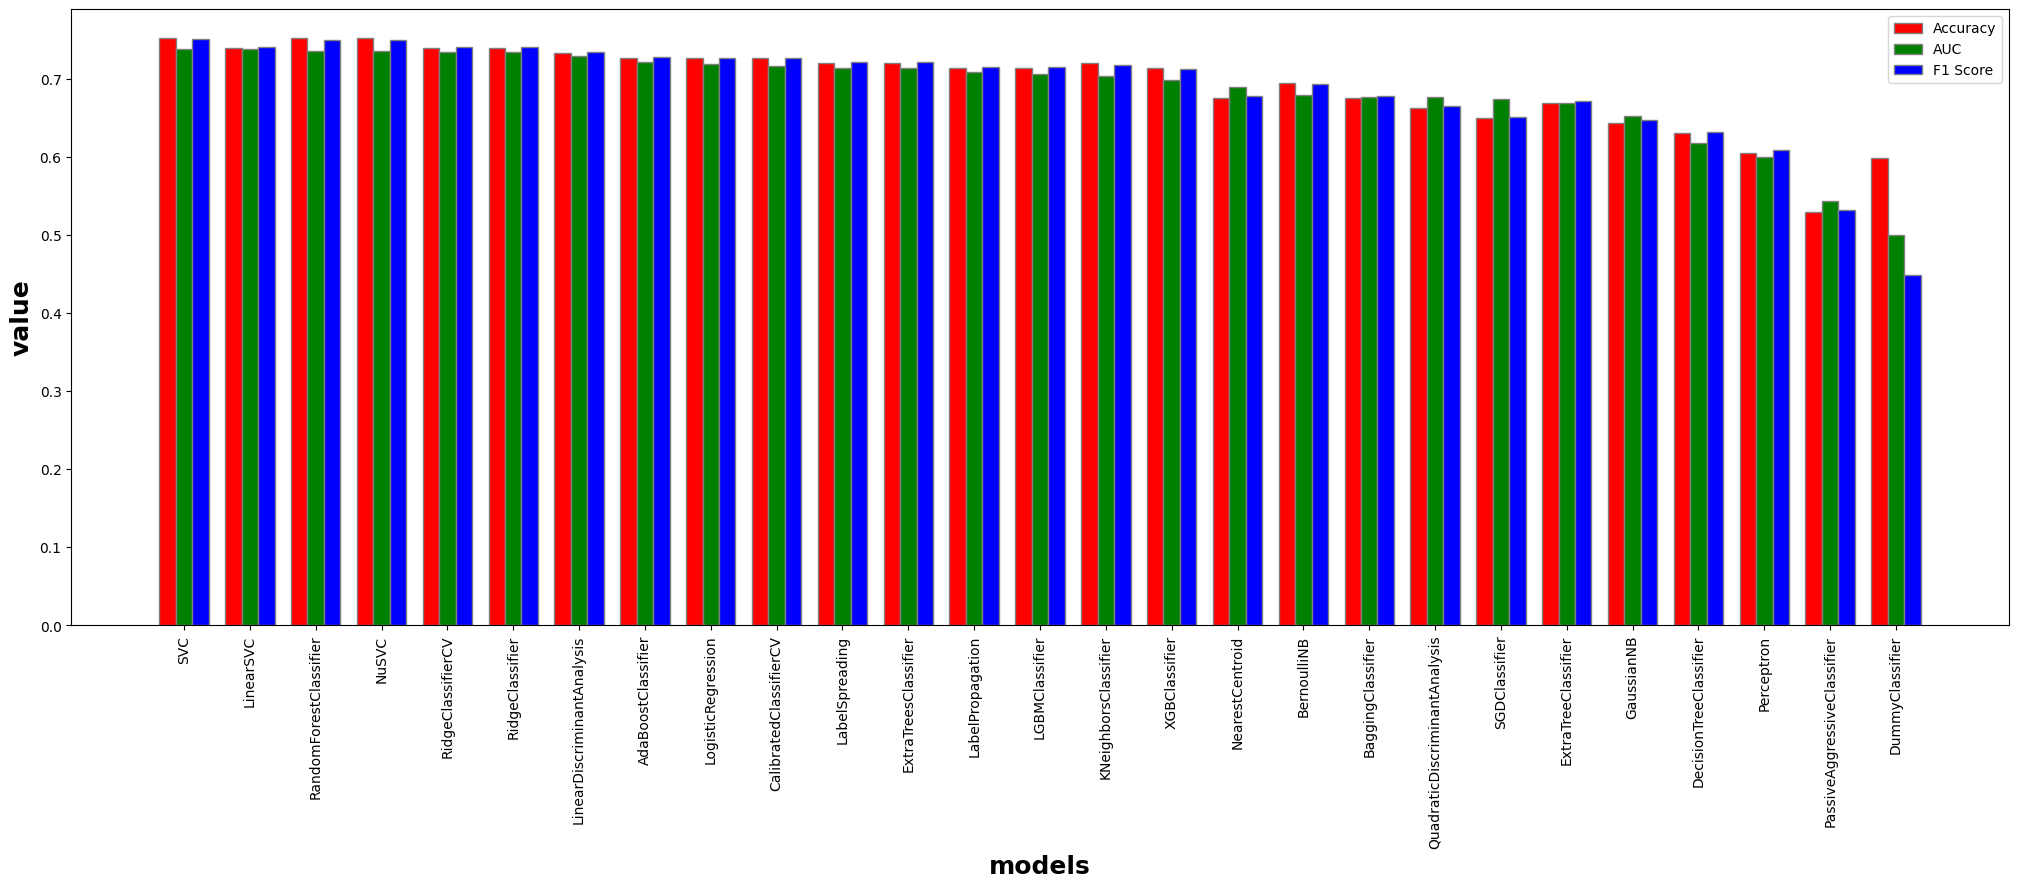 Accuracy
AUC
F1 Score
value
0.7
0.6
0.5
0.4
0.3
0.2
0.1
0.0
SVC
LinearSVC
RandomForestClassifier
NuSVC
RidgeClassifierCV
RidgeClassifier
LinearDiscriminantAnalysis
AdaBoostClassifier
LogisticRegression
CalibratedClassifierCV
LabelSpreading
ExtraTreesClassifier
LabelPropagation
LGBMClassifier
KNeighborsClassifier
XGBClassifier
NearestCentroid
BernoulliNB
BaggingClassifier
QuadraticDiscriminantAnalysis
SGDClassifier
ExtraTreeClassifier
GaussianNB
DecisionTreeClassifier
Perceptron
PassiveAggressiveClassifier
DummyClassifier
models